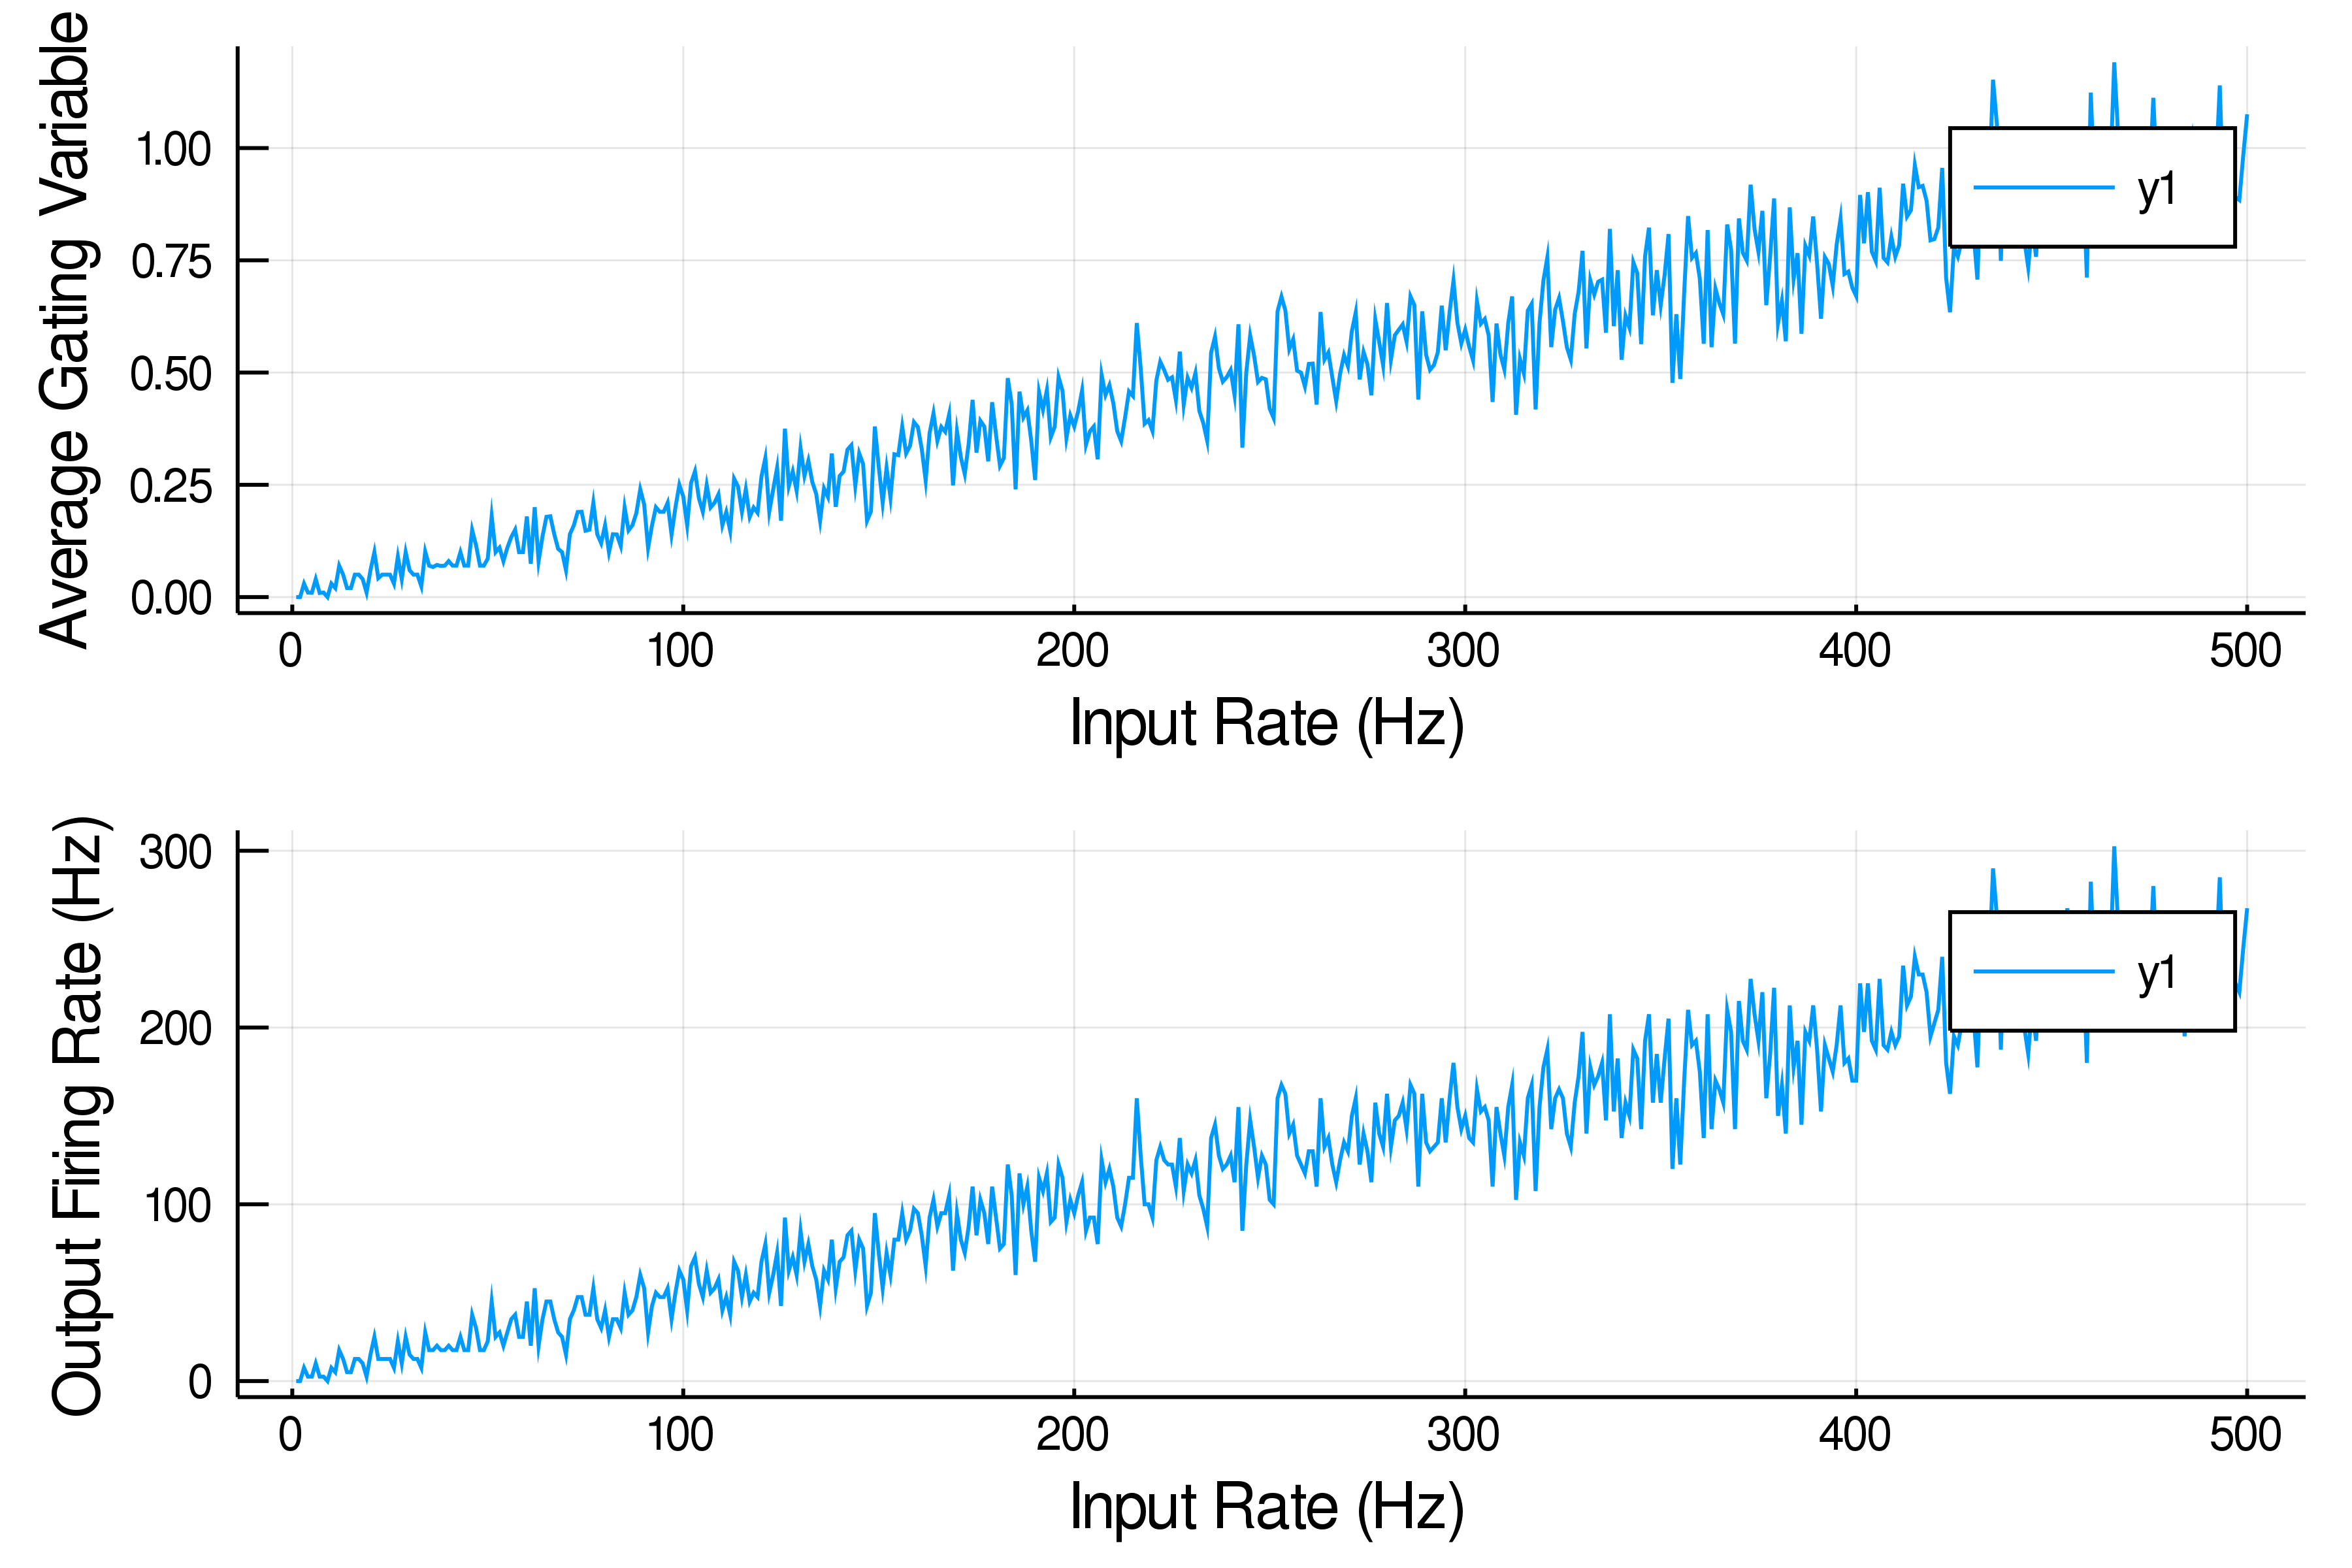 Average Gating Variable
1.00
0.75
0.50
0.25
0.00
y1
0 100 200 300 400 500
Input Rate (Hz)
Output Firing Rate (Hz)
300
200
100
0
y1
0 100 200 300 400 500
Input Rate (Hz)